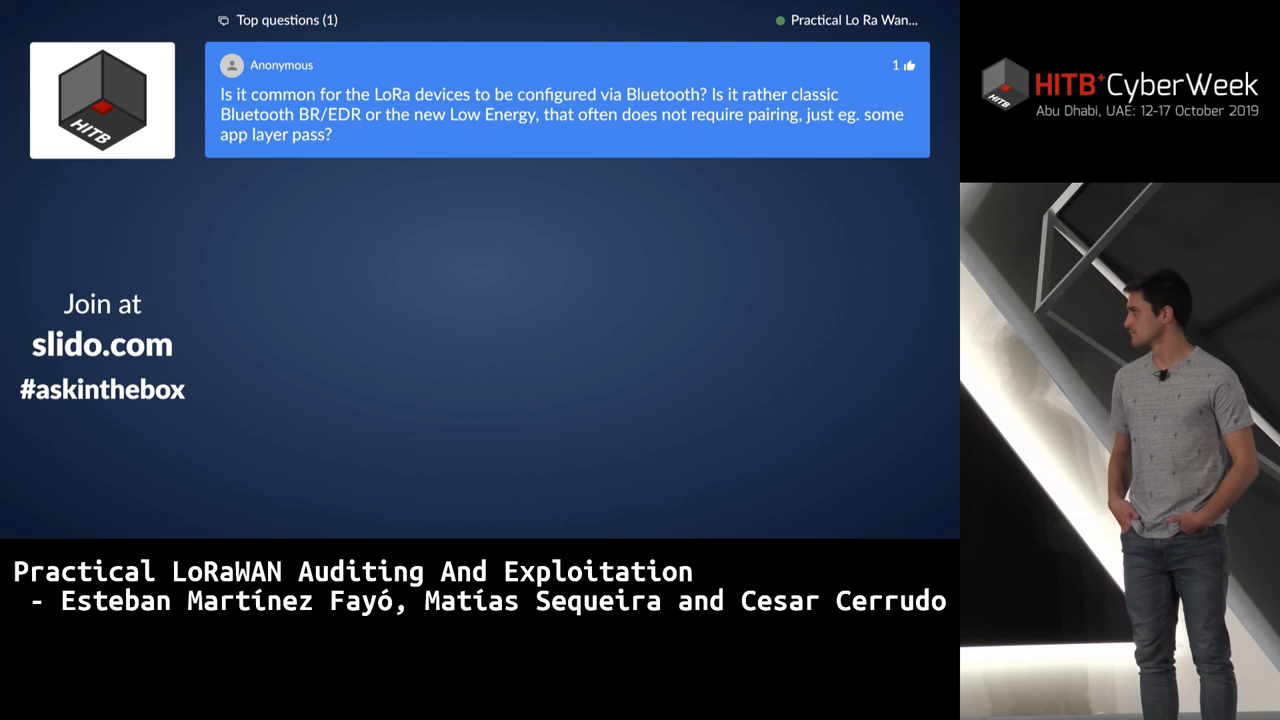 Top questions (1)
Practical Lo Ra Wan...
Anonymous
1
Is it common for the LoRa devices to be configured via Bluetooth? Is it rather classic
Bluetooth BR/EDR or the new Low Energy, that often does not require pairing, just eg. some
app layer pass?
HITB
Join at
slido.com
#askinthebox
HITB
HITB+CyberWeek
Abu Dhabi, UAE: 12-17 October 2019
Practical LoRaWAN Auditing And Exploitation
- Esteban Martínez Fayó, Matías Sequeira and Cesar Cerrudo